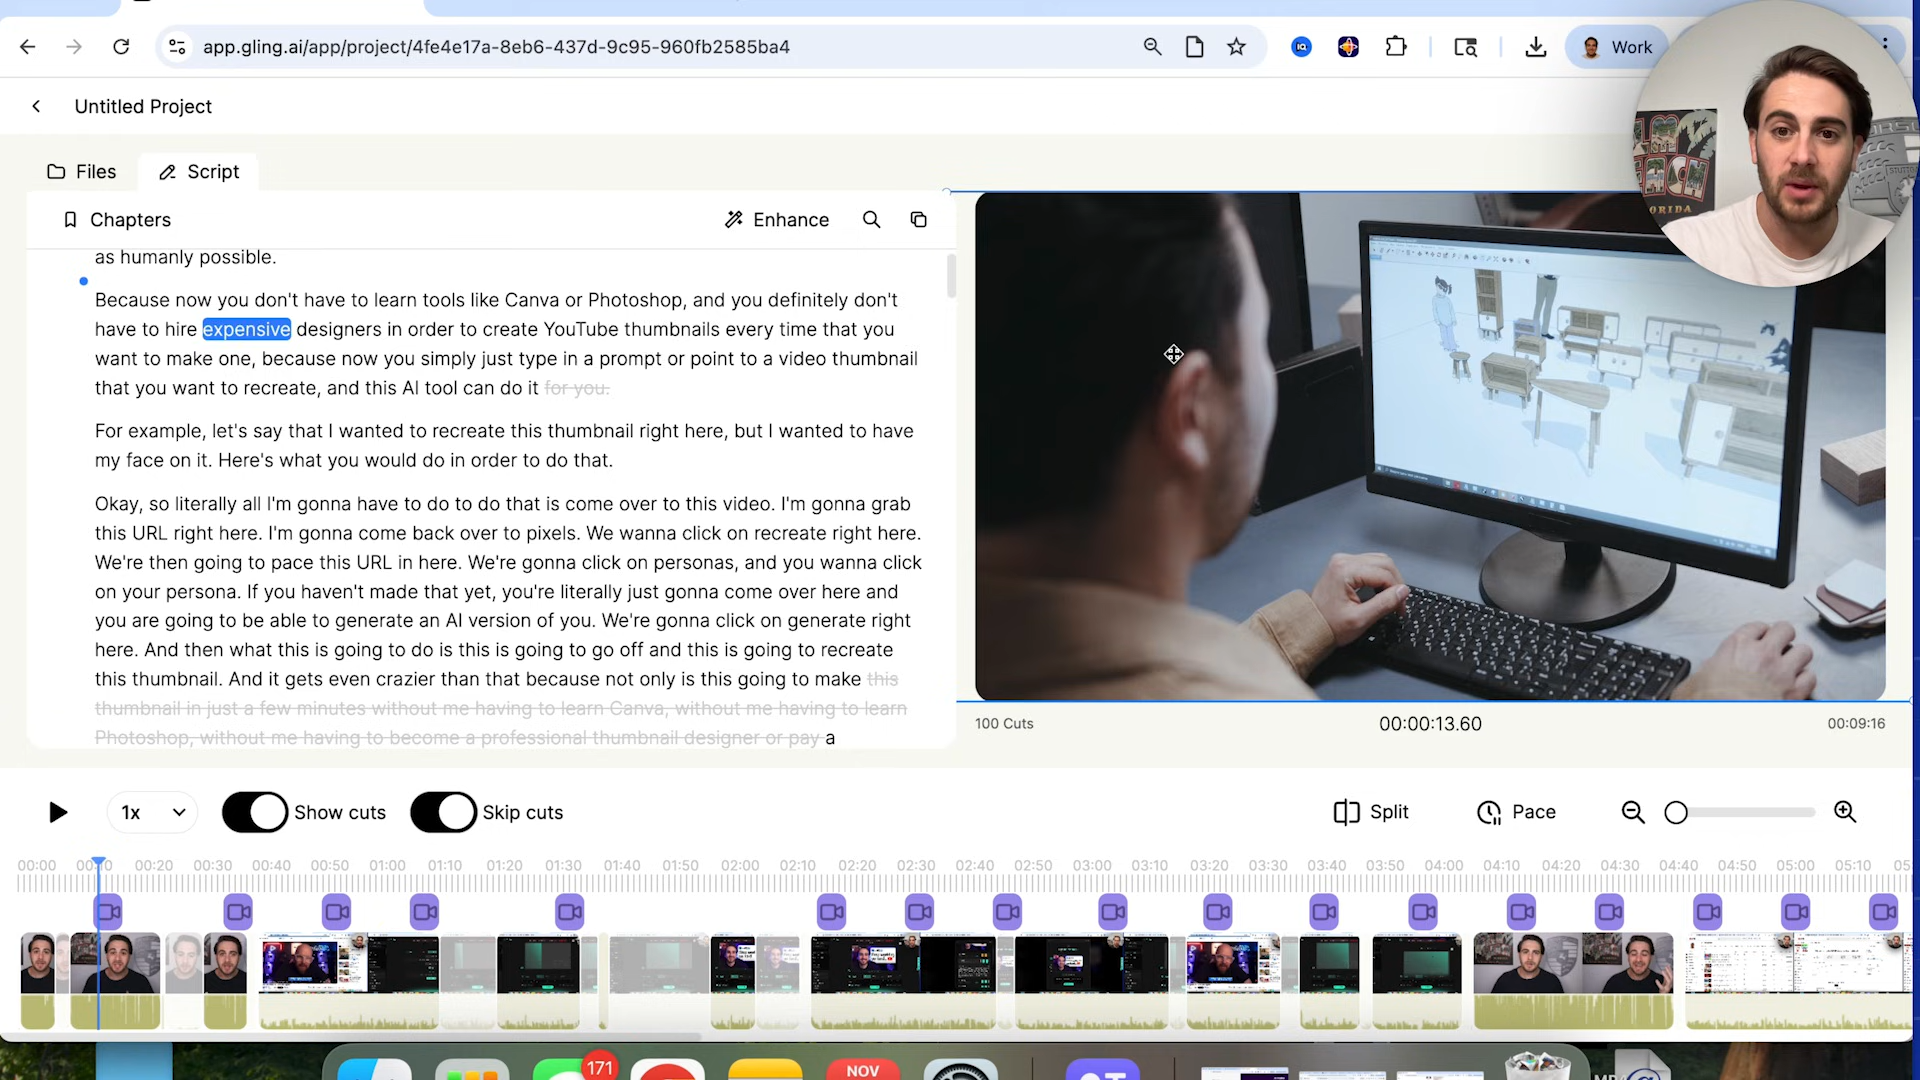 app.gling.ai/app/project/4fe4e17a-8eb6-437d-9c95-960fb2585ba4
Work
Untitled Project
Files
Script
Chapters
Enhance
as humanly possible.
Because now you don't have to learn tools like Canva or Photoshop, and you definitely don't
have to hire expensive designers in order to create YouTube thumbnails every time that you
want to make one, because now you simply just type in a prompt or point to a video thumbnail
that you want to recreate, and this AI tool can do it for you.
For example, let's say that I wanted to recreate this thumbnail right here, but I wanted to have
my face on it. Here's what you would do in order to do that.
Okay, so literally all I'm gonna have to do to do that is come over to this video. I'm gonna grab
this URL right here. I'm gonna come back over to pixels. We wanna click on recreate right here.
We're then going to pace this URL in here. We're gonna click on personas, and you wanna click
on your persona. If you haven't made that yet, you're literally just gonna come over here and
you are going to be able to generate an AI version of you. We're gonna click on generate right
here. And then what this is going to do is this is going to go off and this is going to recreate
this thumbnail. And it gets even crazier than that because not only is this going to make this
thumbnail in just a few minutes without me having to learn Canva, without me having to learn
Photoshop, without me having to become a professional thumbnail designer or pay a
100 Cuts
00:00:13.60
00:09:16
1x
Show cuts
Skip cuts
Split
Pace
00:00 00:20 00:30 00:40 00:50 01:00 01:10 01:20 01:30 01:40 01:50 02:00 02:10 02:20 02:30 02:40 02:50 03:00 03:10 03:20 03:30 03:40 03:50 04:00 04:10 04:20 04:30 04:40 04:50 05:00 05:10
171
NOV